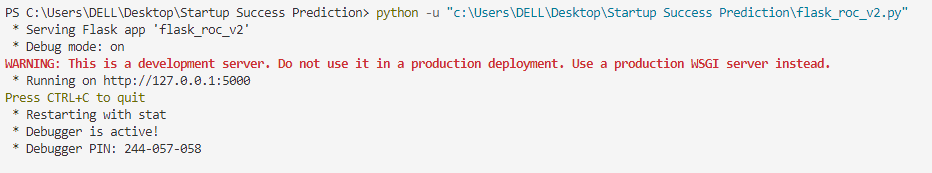 PS C:\Users\DELL\Desktop\Startup Success Prediction> python -u "c:\Users\DELL\Desktop\Startup Success Prediction\flask_roc_v2.py"
* Serving Flask app 'flask_roc_v2'
* Debug mode: on
WARNING: This is a development server. Do not use it in a production deployment. Use a production WSGI server instead.
* Running on http://127.0.0.1:5000
Press CTRL+C to quit
* Restarting with stat
* Debugger is active!
* Debugger PIN: 244-057-058